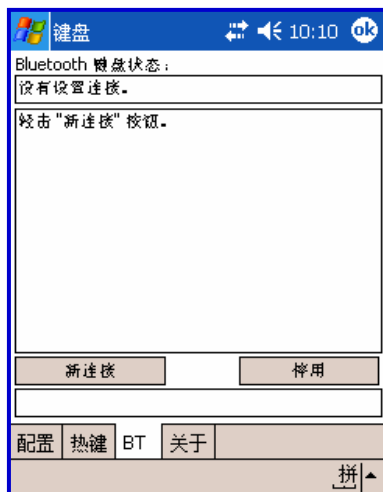 键盘 10:10 ok
Bluetooth 键盘状态：
没有设置连接。
轻击"新连接"按钮。
新连接 停用
配置 热键 BT 关于
拼